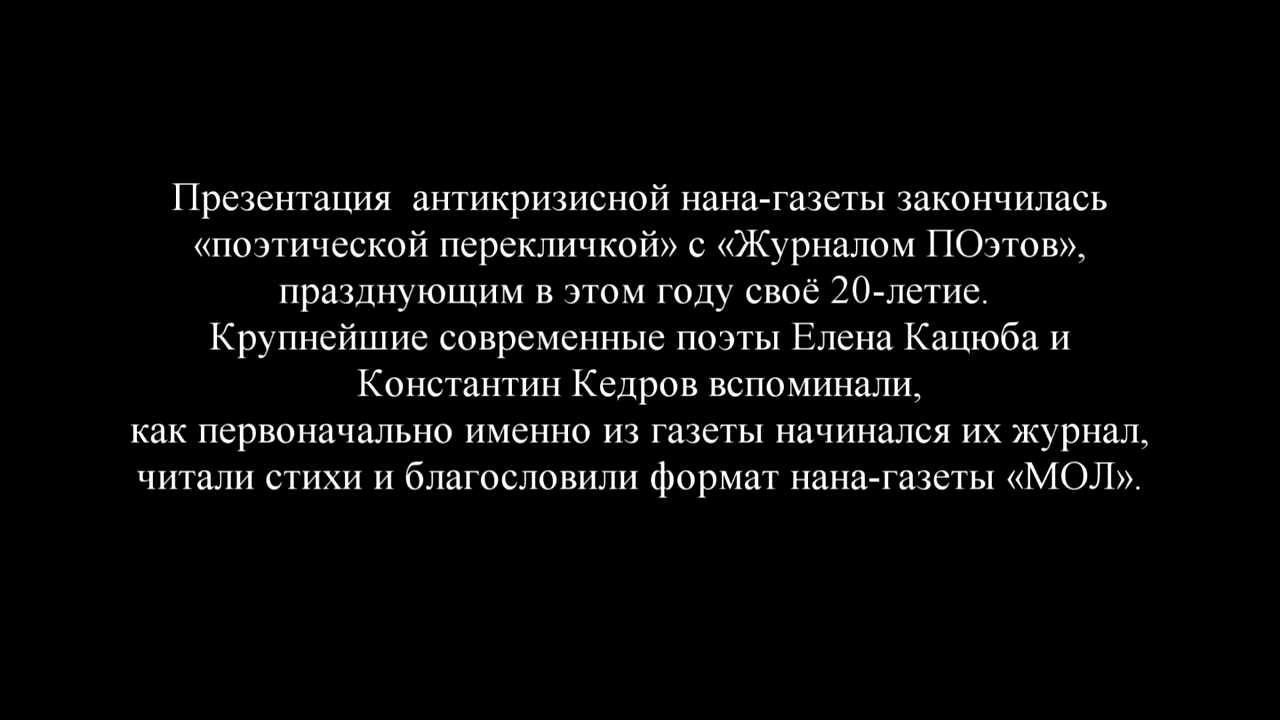 Презентация  антикризисной нана-газеты закончилась
«поэтической перекличкой» с «Журналом ПОэтов»,
празднующим в этом году своё 20-летие.
Крупнейшие современные поэты Елена Кацюба и
Константин Кедров вспоминали,
как первоначально именно из газеты начинался их журнал,
читали стихи и благословили формат нана-газеты «МОЛ».